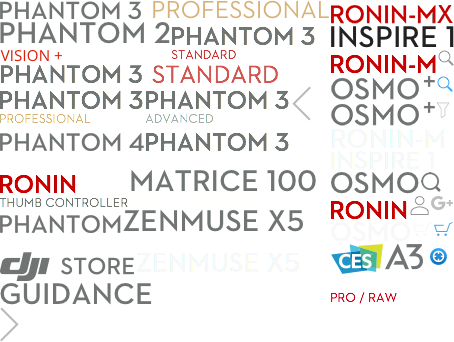 PHANTOM 3 PROFESSIONAL
PHANTOM 2
VISION +
PHANTOM 3
STANDARD
PHANTOM 3 STANDARD
PHANTOM 3
PROFESSIONAL
PHANTOM 3
ADVANCED
PHANTOM 4
PHANTOM 3
RONIN
THUMB CONTROLLER
MATRICE 100
PHANTOM
ZENMUSE X5
dji STORE
ZENMUSE X5
GUIDANCE
RONIN-MX
INSPIRE 1
RONIN-M
OSMO+
OSMO+
RONIN-M
INSPIRE 1
OSMO
RONIN
G+
OSMO
CES A3
PRO / RAW